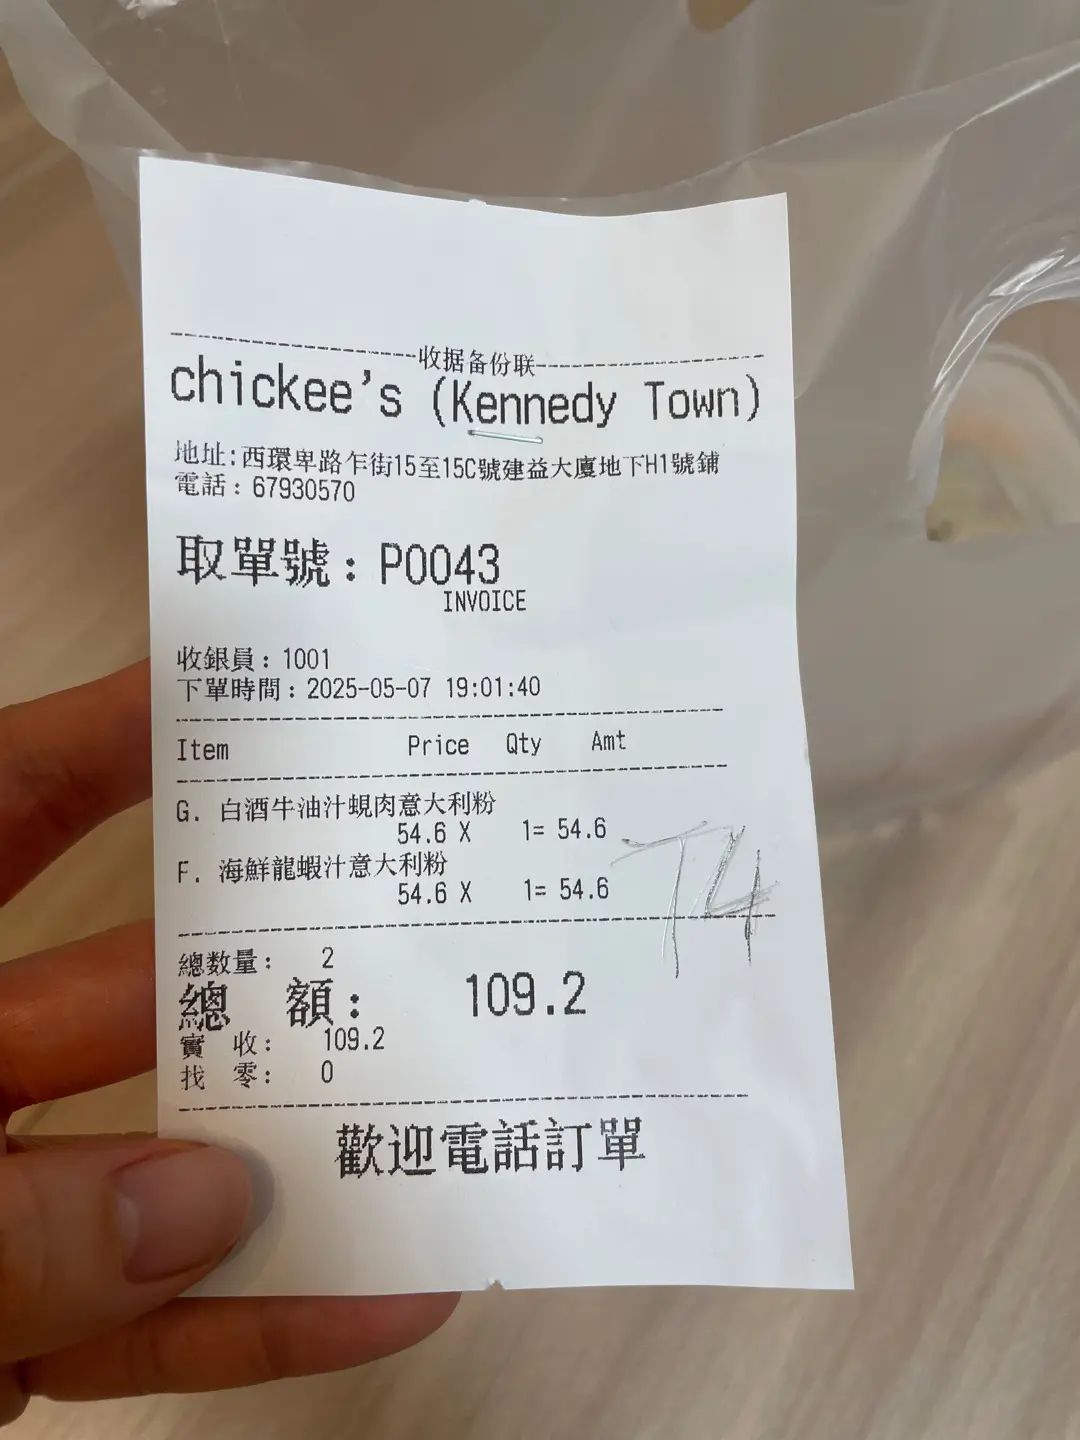 收据备份联
chickee's (Kennedy Town)
地址:西環卑路乍街15至15C號建益大廈地下H1號鋪
電話: 67930570
取單號: P0043
INVOICE
收銀員: 1001
下單時間: 2025-05-07 19:01:40
Item Price Qty Amt
G. 白酒牛油汁蜆肉意大利粉
54.6 X 1= 54.6
F. 海鮮龍蝦汁意大利粉
54.6 X 1= 54.6
T4
總数量: 2
總 額: 109.2
實 收: 109.2
找 零: 0
歡迎電話訂單